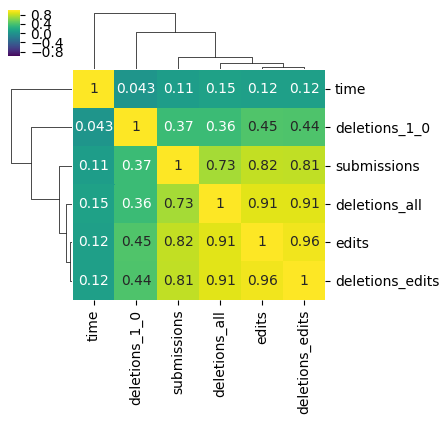 0.8
0.4
0.0
−0.4
−0.8
1 0.043 0.11 0.15 0.12 0.12 time
0.043 1 0.37 0.36 0.45 0.44 deletions_1_0
0.11 0.37 1 0.73 0.82 0.81 submissions
0.15 0.36 0.73 1 0.91 0.91 deletions_all
0.12 0.45 0.82 0.91 1 0.96 edits
0.12 0.44 0.81 0.91 0.96 1 deletions_edits
time
deletions_1_0
submissions
deletions_all
edits
deletions_edits